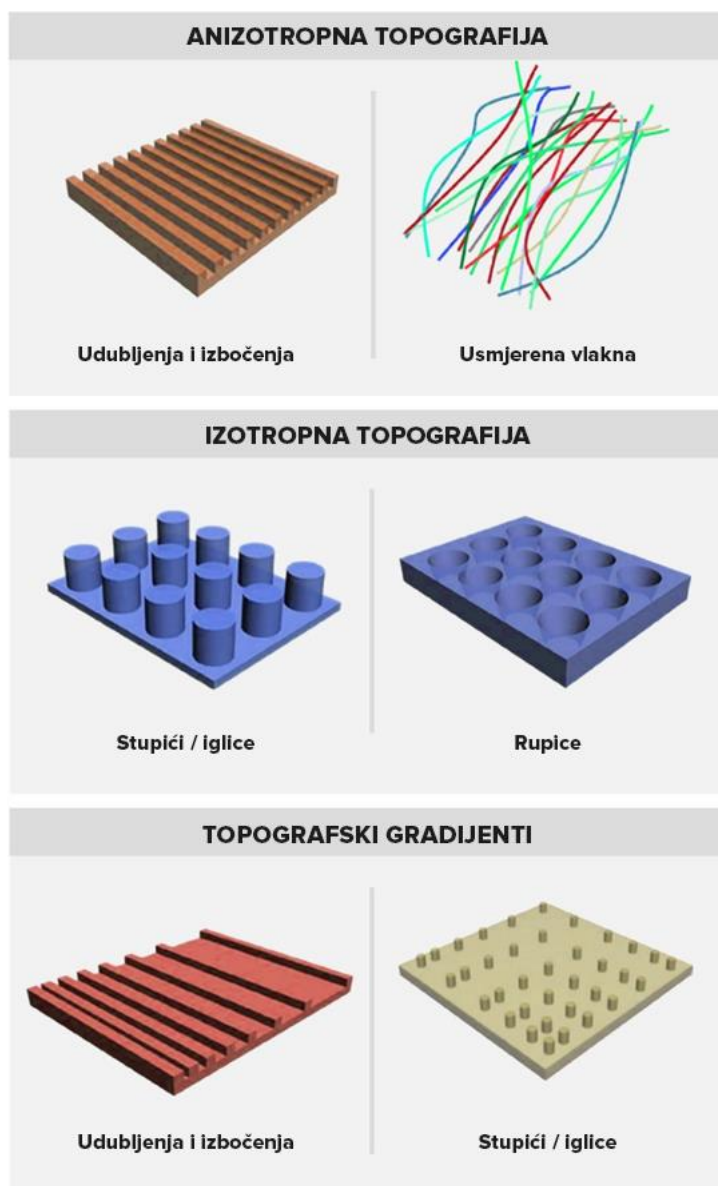 ANIZOTROPNA TOPOGRAFIJA
Udubljenja i izbočenja
Usmjerena vlakna
IZOTROPNA TOPOGRAFIJA
Stupići / iglice
Rupice
TOPOGRAFSKI GRADIJENTI
Udubljenja i izbočenja
Stupići / iglice